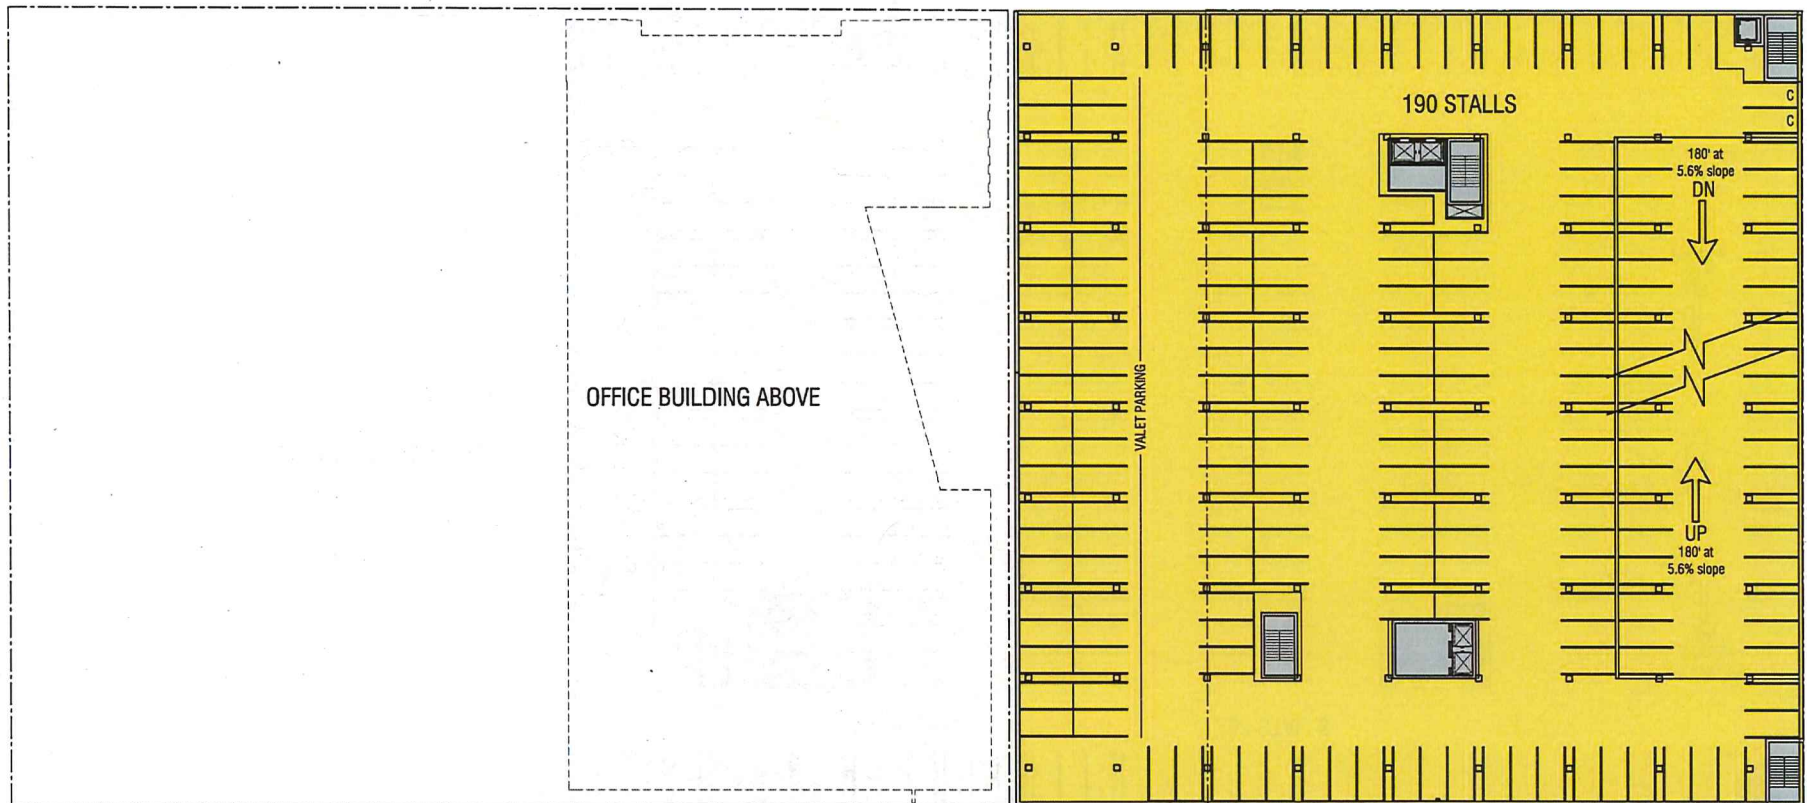 190 STALLS
C
C
180' at
5.6% slope
DN
OFFICE BUILDING ABOVE
VALET PARKING
UP
180' at
5.6% slope